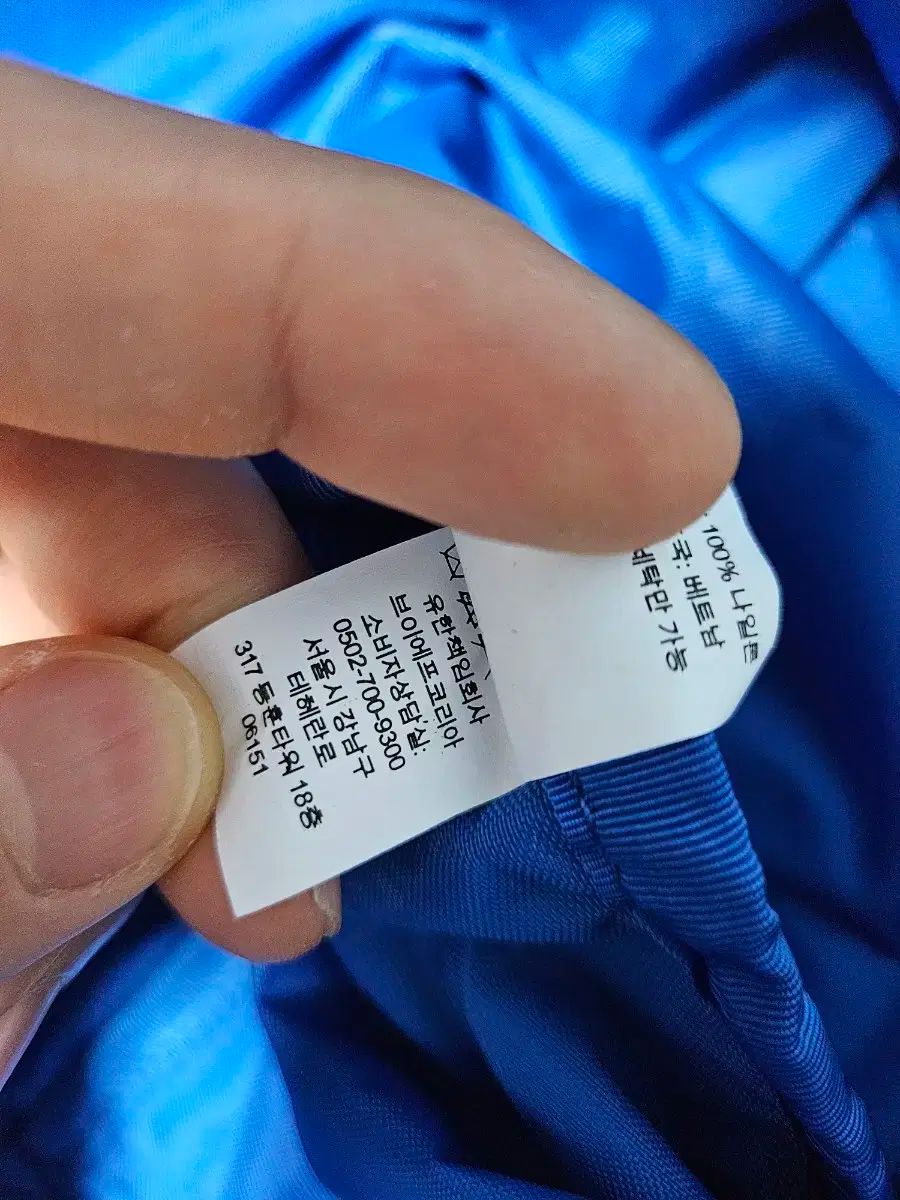 100% 나일론
국: 베트남
세탁만 가능
유한책임회사
브이에프코리아
소비자상담실:
0502-700-9300
서울시 강남구
테헤란로
317 동훈타워 18층
06151